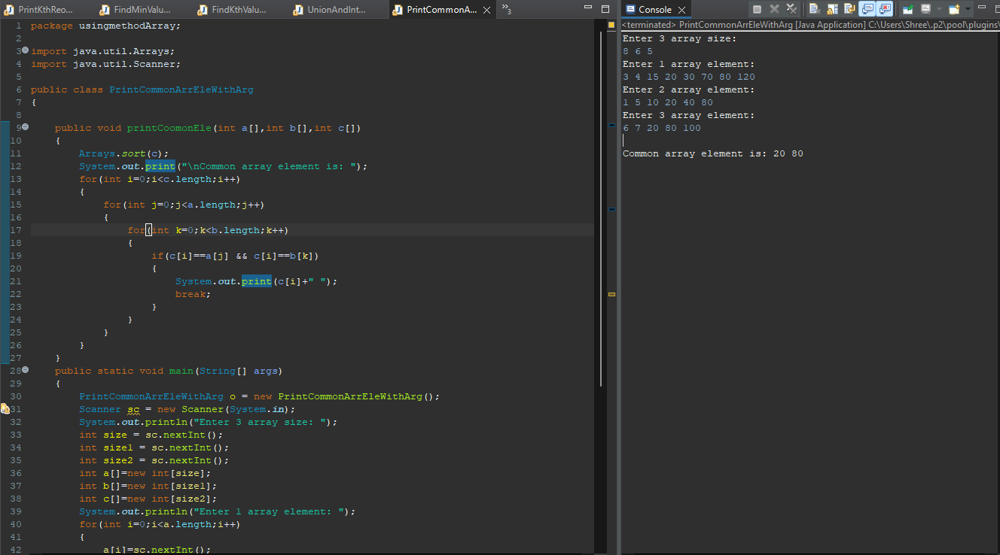 PrintKthReo...
FindMinValu...
FindKthValu...
UnionAndInt...
PrintCommonA...
3
1 package usingmethodArray;
2
3 import java.util.Arrays;
4 import java.util.Scanner;
5
6 public class PrintCommonArrEleWithArg
7 {
8
9 public void printCoomonEle(int a[],int b[],int c[])
10 {
11 Arrays.sort(c);
12 System.out.print("\nCommon array element is: ");
13 for(int i=0;i<c.length;i++)
14 {
15 for(int j=0;j<a.length;j++)
16 {
17 for(int k=0;k<b.length;k++)
18 {
19 if(c[i]==a[j] && c[i]==b[k])
20 {
21 System.out.print(c[i]+" ");
22 break;
23 }
24 }
25 }
26 }
27 }
28 public static void main(String[] args)
29 {
30 PrintCommonArrEleWithArg o = new PrintCommonArrEleWithArg();
31 Scanner sc = new Scanner(System.in);
32 System.out.println("Enter 3 array size: ");
33 int size = sc.nextInt();
34 int size1 = sc.nextInt();
35 int size2 = sc.nextInt();
36 int a[]=new int[size];
37 int b[]=new int[size1];
38 int c[]=new int[size2];
39 System.out.println("Enter 1 array element: ");
40 for(int i=0;i<a.length;i++)
41 {
42 a[i]=sc.nextInt();
Console
<terminated> PrintCommonArrEleWithArg [Java Application] C:\Users\Shree\.p2\pool\plugins\
Enter 3 array size:
8 6 5
Enter 1 array element:
3 4 15 20 30 70 80 120
Enter 2 array element:
1 5 10 20 40 80
Enter 3 array element:
6 7 20 80 100
Common array element is: 20 80